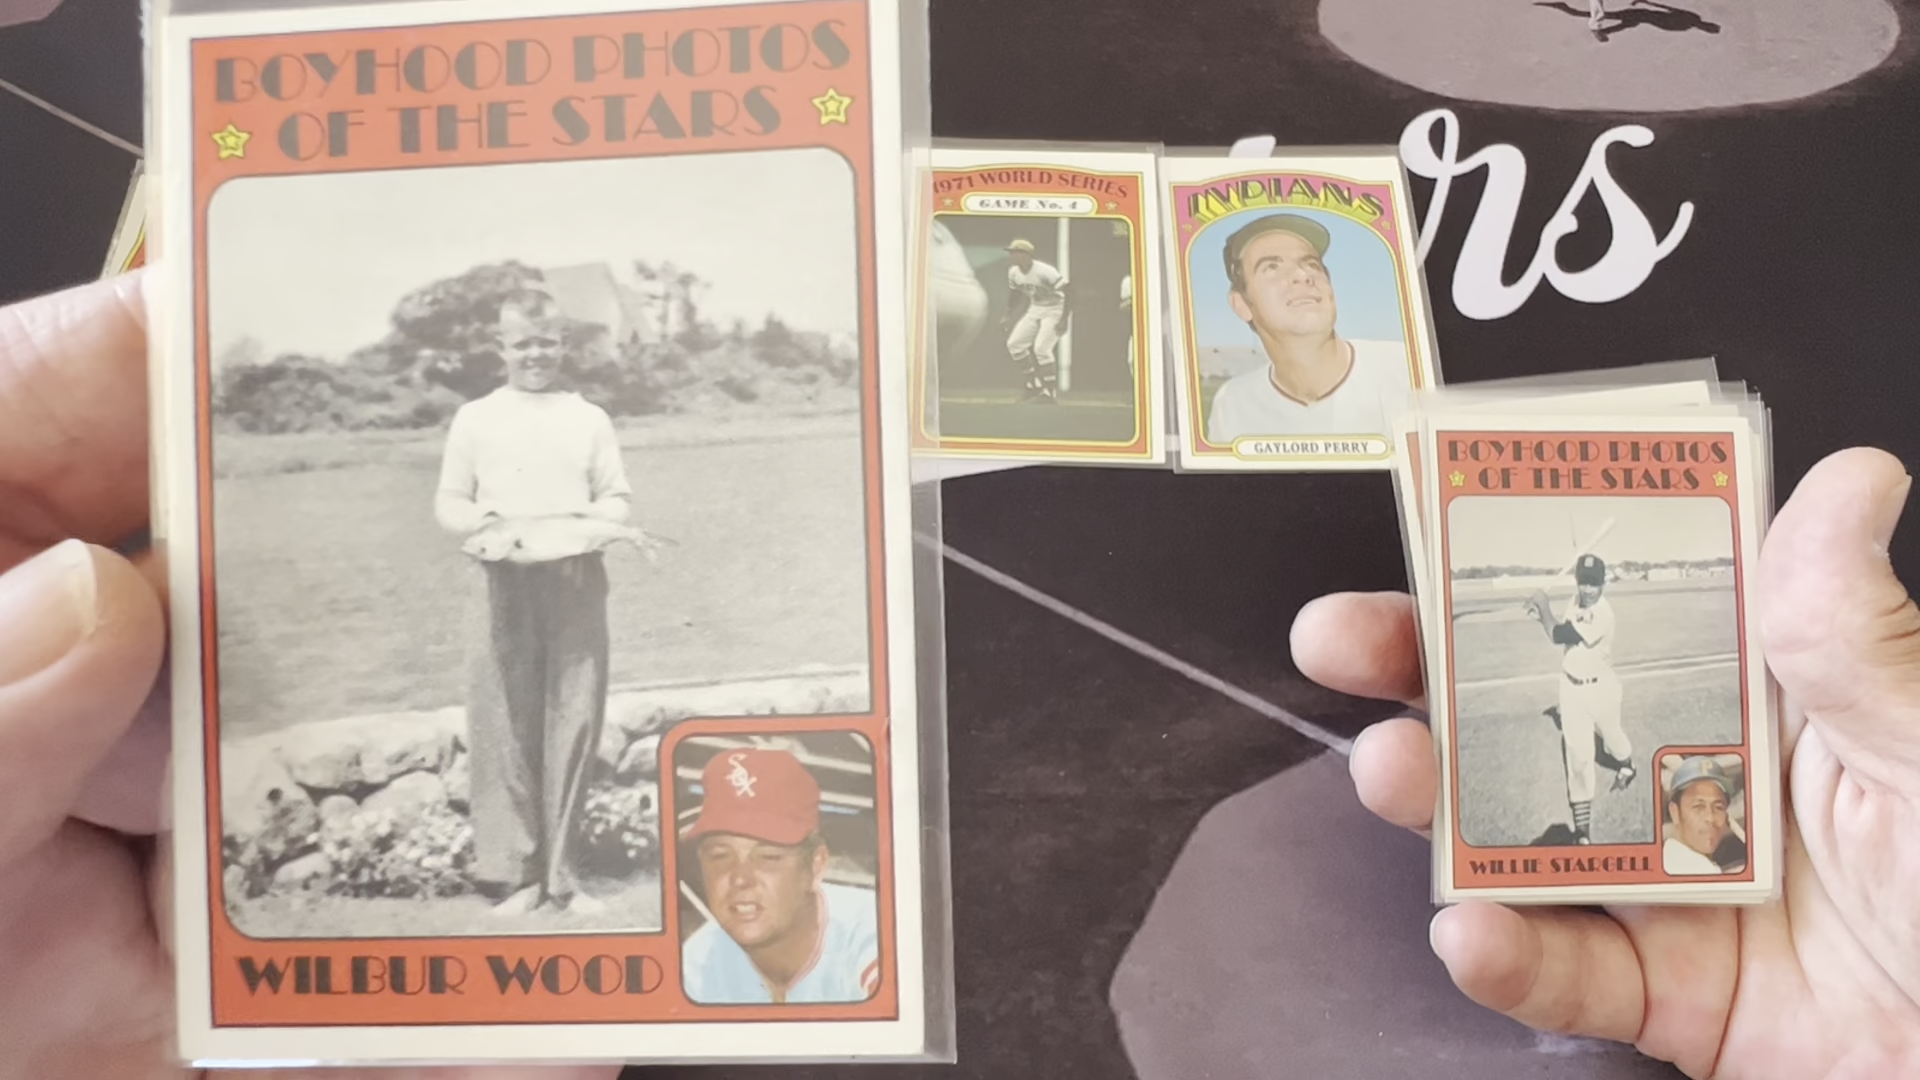 BOYHOOD PHOTOS
OF THE STARS
WILBUR WOOD
Sox
1971 WORLD SERIES
GAME No. 4
INDIANS
GAYLORD PERRY
rs
BOYHOOD PHOTOS
OF THE STARS
WILLIE STARGELL
P